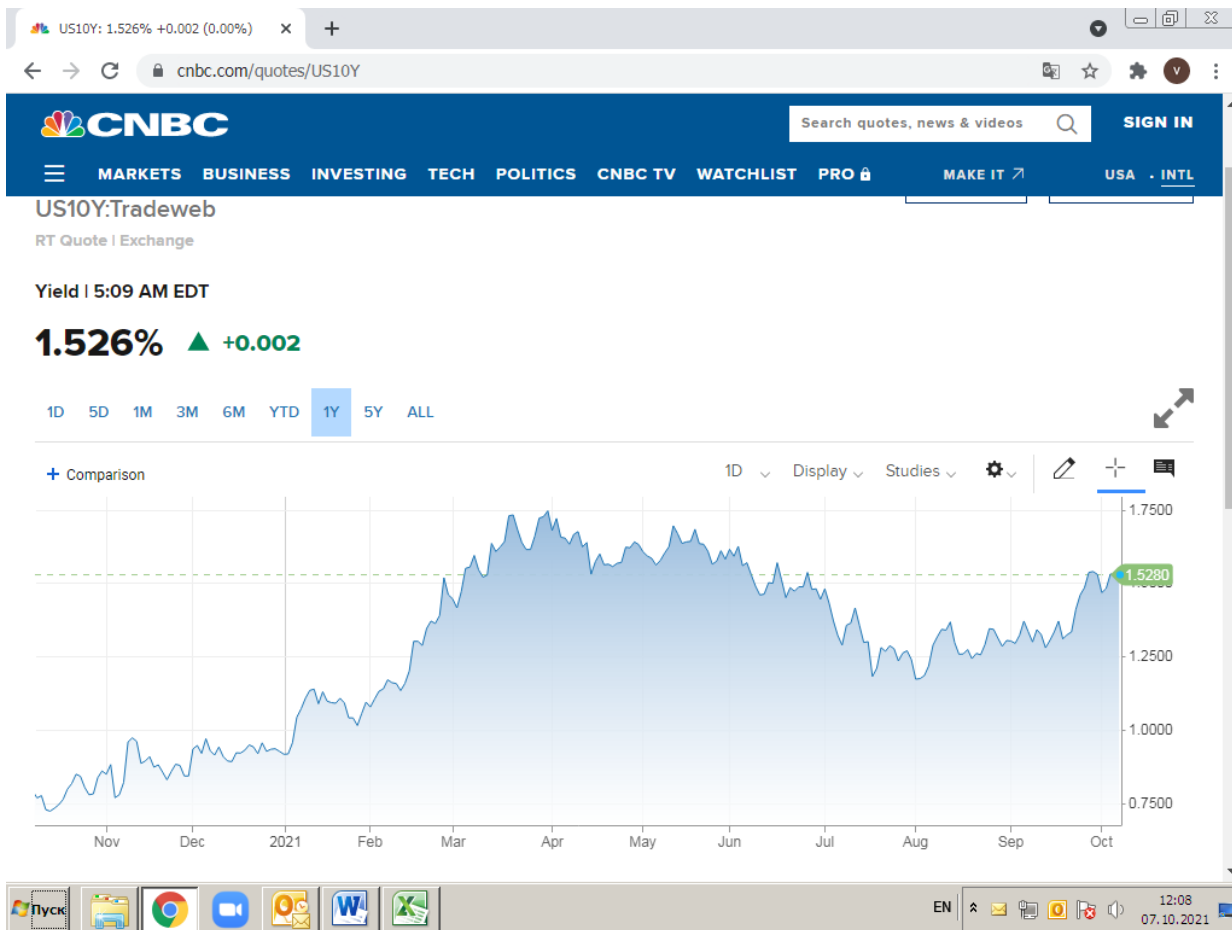 US10Y: 1.526% +0.002 (0.00%)
cnbc.com/quotes/US10Y
V
CNBC
Search quotes, news & videos
SIGN IN
MARKETS BUSINESS INVESTING TECH POLITICS CNBC TV WATCHLIST PRO MAKE IT USA · INTL
US10Y:Tradeweb
RT Quote | Exchange
Yield | 5:09 AM EDT
1.526% +0.002
1D 5D 1M 3M 6M YTD 1Y 5Y ALL
+ Comparison 1D Display Studies
1.7500
1.5280
1.2500
1.0000
0.7500
Nov Dec 2021 Feb Mar Apr May Jun Jul Aug Sep Oct
Пуск
EN
12:08
07.10.2021